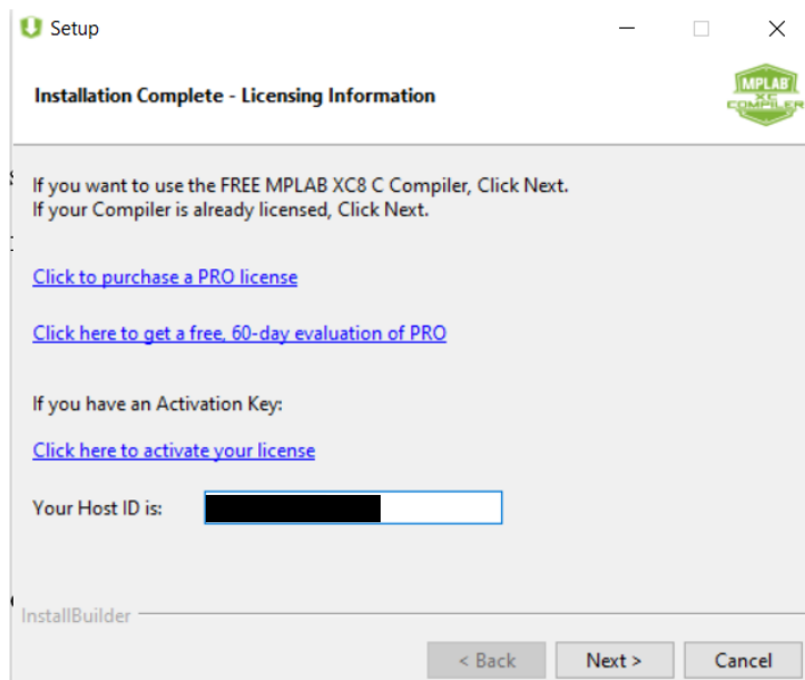 Setup
Installation Complete - Licensing Information
MPLAB
XC
COMPILER
If you want to use the FREE MPLAB XC8 C Compiler, Click Next.
If your Compiler is already licensed, Click Next.
Click to purchase a PRO license
Click here to get a free, 60-day evaluation of PRO
If you have an Activation Key:
Click here to activate your license
Your Host ID is:
InstallBuilder
< Back
Next >
Cancel